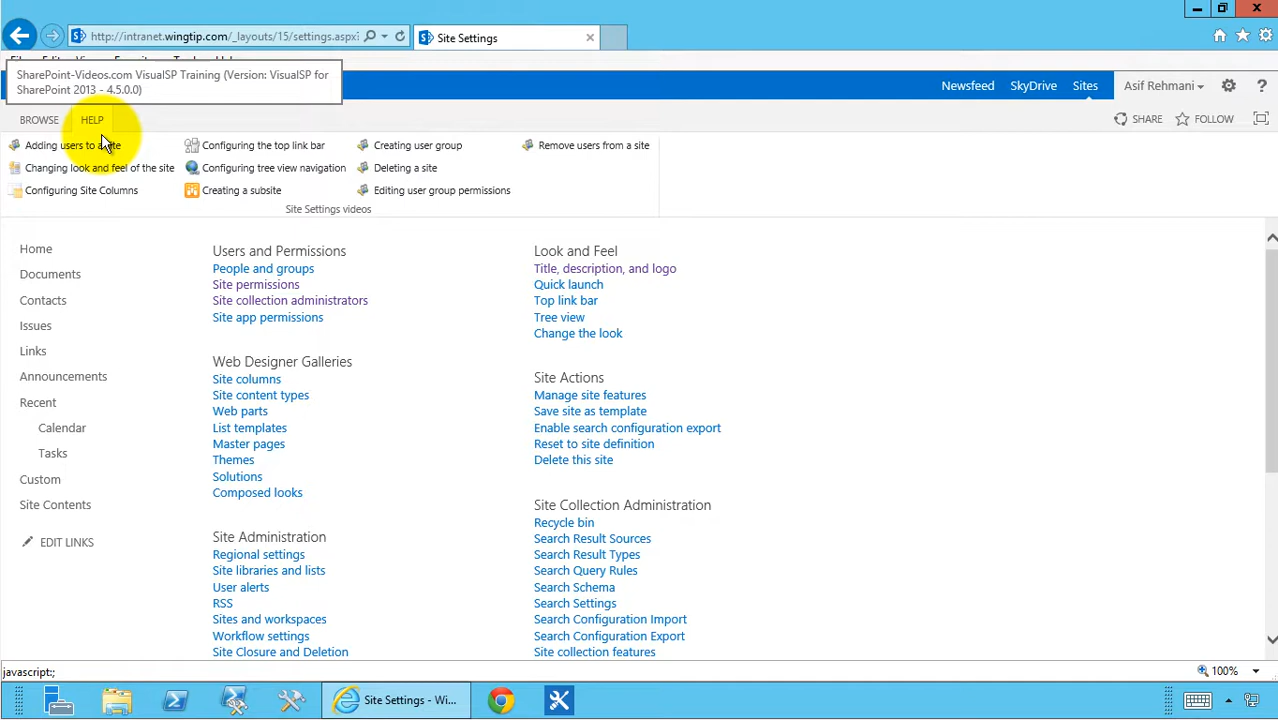 http://intranet.wingtip.com/_layouts/15/settings.aspx
Site Settings
SharePoint-Videos.com VisualSP Training (Version: VisualSP for
SharePoint 2013 - 4.5.0.0)
Newsfeed SkyDrive Sites Asif Rehmani
BROWSE HELP SHARE FOLLOW
Adding users to a site Configuring the top link bar Creating user group Remove users from a site
Changing look and feel of the site Configuring tree view navigation Deleting a site
Configuring Site Columns Creating a subsite Editing user group permissions
Site Settings videos
Home
Documents
Contacts
Issues
Links
Announcements
Recent
Calendar
Tasks
Custom
Site Contents
EDIT LINKS
Users and Permissions
People and groups
Site permissions
Site collection administrators
Site app permissions
Web Designer Galleries
Site columns
Site content types
Web parts
List templates
Master pages
Themes
Solutions
Composed looks
Site Administration
Regional settings
Site libraries and lists
User alerts
RSS
Sites and workspaces
Workflow settings
Site Closure and Deletion
Look and Feel
Title, description, and logo
Quick launch
Top link bar
Tree view
Change the look
Site Actions
Manage site features
Save site as template
Enable search configuration export
Reset to site definition
Delete this site
Site Collection Administration
Recycle bin
Search Result Sources
Search Result Types
Search Query Rules
Search Schema
Search Settings
Search Configuration Import
Search Configuration Export
Site collection features
javascript:;
100%
Site Settings - Wi...